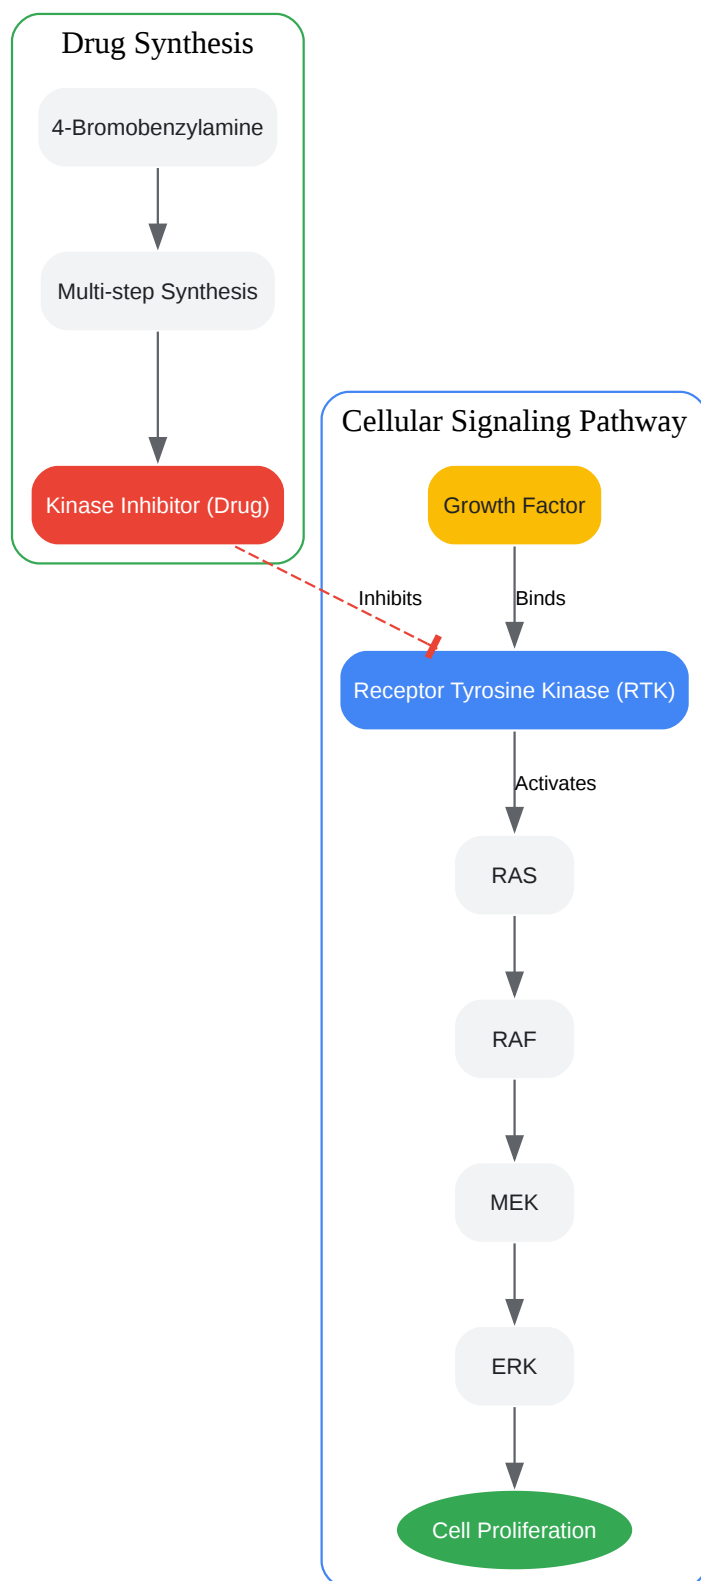 Drug Synthesis
4-Bromobenzylamine
Multi-step Synthesis
Kinase Inhibitor (Drug)
Cellular Signaling Pathway
Growth Factor
Inhibits
Binds
Receptor Tyrosine Kinase (RTK)
Activates
RAS
RAF
MEK
ERK
Cell Proliferation